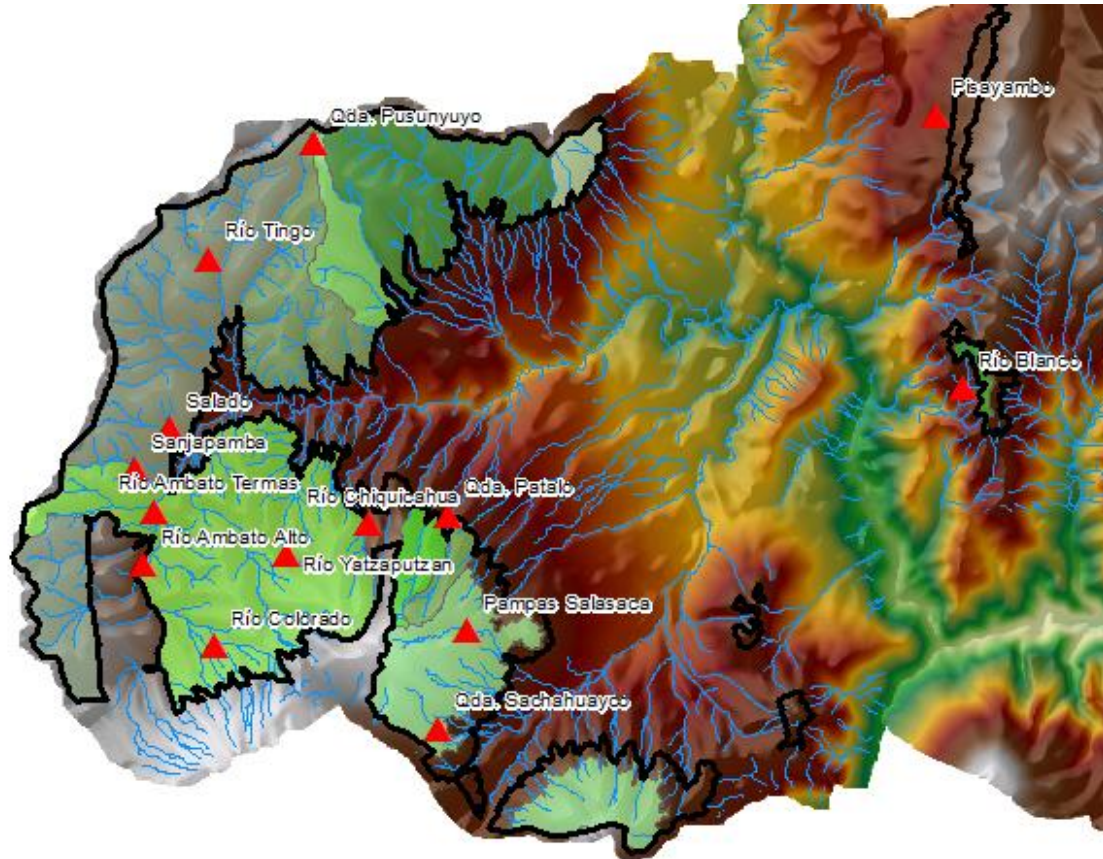 Pisayambo
Qda. Pusunyuyo
Río Tingo
Río Blanco
Salado
Sanjapamba
Río Ambato Termas
Río Chiquicahua
Qda. Patalo
Río Ambato Alto
Río Yatzaputzan
Pampas Salasaca
Río Colorado
Qda. Sachahuayco